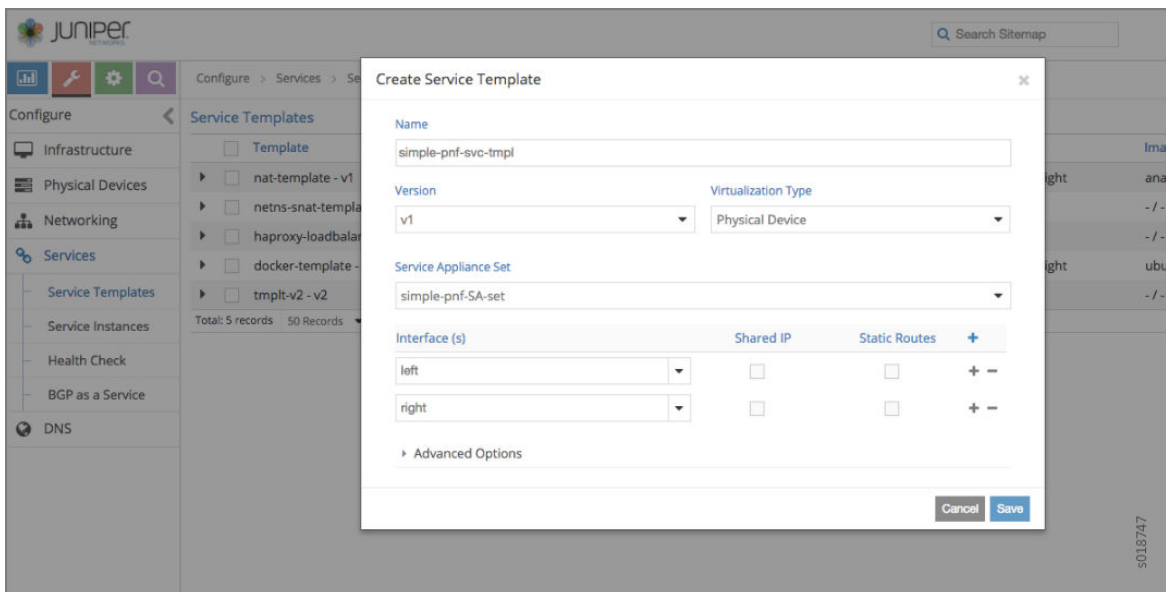 JUNIPER
NETWORKS
Search Sitemap
Configure > Services > Se
Configure
Infrastructure
Physical Devices
Networking
Services
Service Templates
Service Instances
Health Check
BGP as a Service
DNS
Service Templates
Template
Ima
nat-template - v1
ight
ana
netns-snat-templa
- / -
haproxy-loadbalar
- / -
docker-template -
ight
ubu
tmplt-v2 - v2
- / -
Total: 5 records 50 Records
Create Service Template
Name
simple-pnf-svc-tmpl
Version Virtualization Type
v1 Physical Device
Service Appliance Set
simple-pnf-SA-set
Interface (s) Shared IP Static Routes +
left + −
right + −
Advanced Options
Cancel Save
s018747